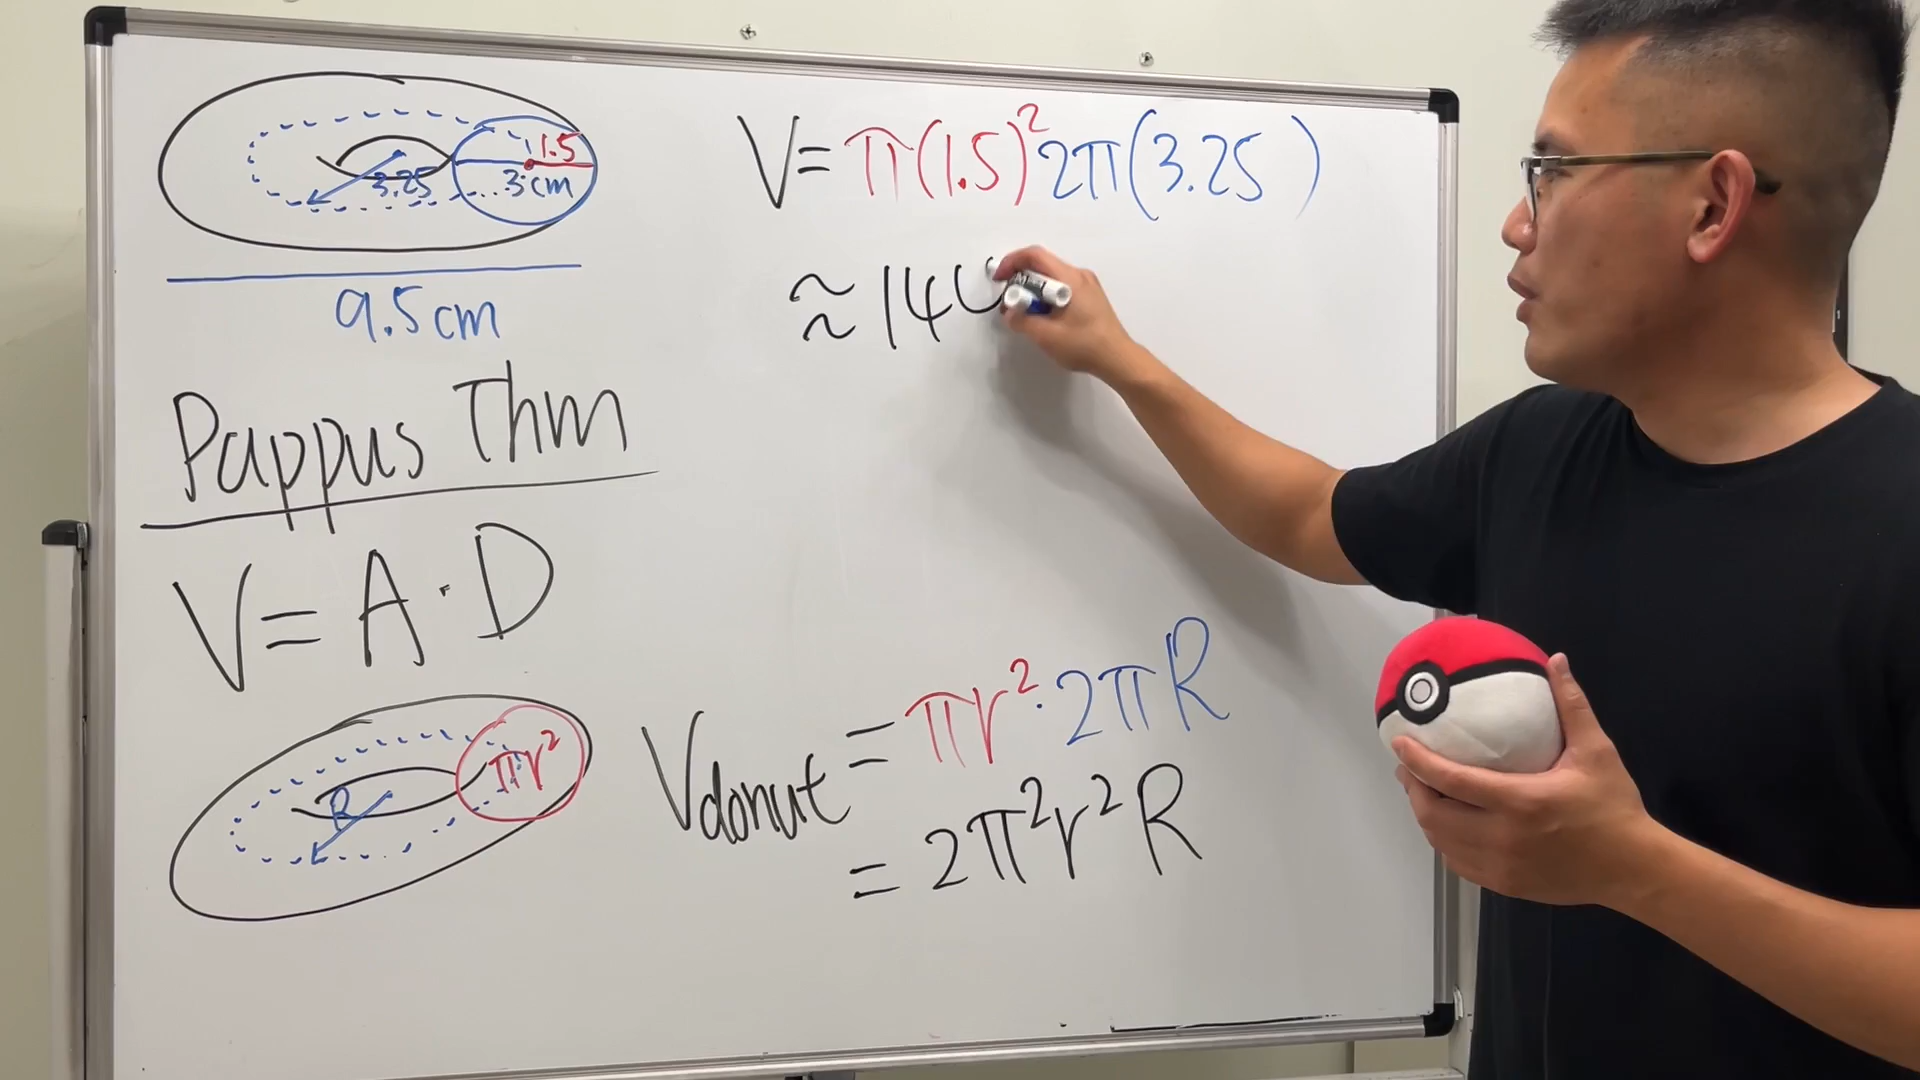 1.5
3.25
3 cm
9.5 cm
Pappus Thm
V = A · D
R
πr²
V = π(1.5)² 2π(3.25)
≈ 14
V donut = πr² · 2πR
= 2π²r²R